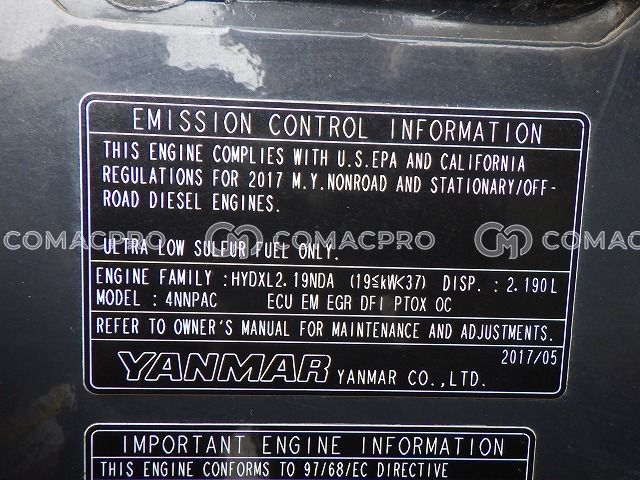 EMISSION CONTROL INFORMATION
THIS ENGINE COMPLIES WITH U.S.EPA AND CALIFORNIA
REGULATIONS FOR 2017 M.Y.NONROAD AND STATIONARY/OFF-
ROAD DIESEL ENGINES.
COMACPRO COMACPRO COMACPRO
ULTRA LOW SULFUR FUEL ONLY.
ENGINE FAMILY : HYDXL2.19NDA (19≦kW<37) DISP. : 2.190L
MODEL : 4NNPAC ECU EM EGR DFI PTOX OC
REFER TO OWNER'S MANUAL FOR MAINTENANCE AND ADJUSTMENTS.
2017/05
YANMAR YANMAR CO.,LTD.
IMPORTANT ENGINE INFORMATION
THIS ENGINE CONFORMS TO 97/68/EC DIRECTIVE